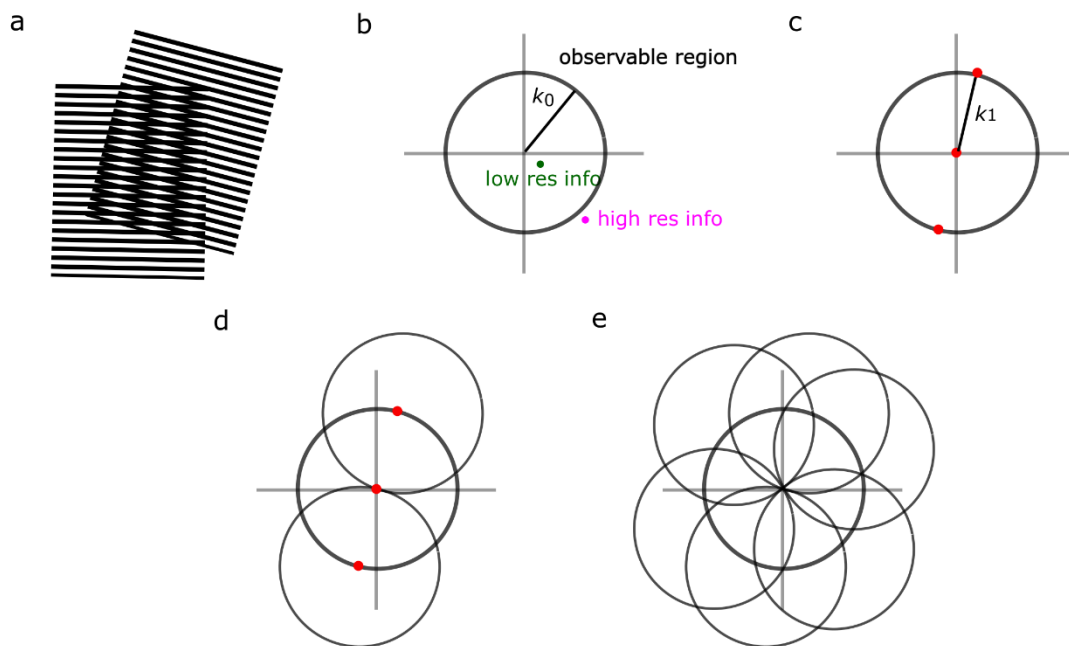 a
b
observable region
k0
low res info
high res info
c
k1
d
e